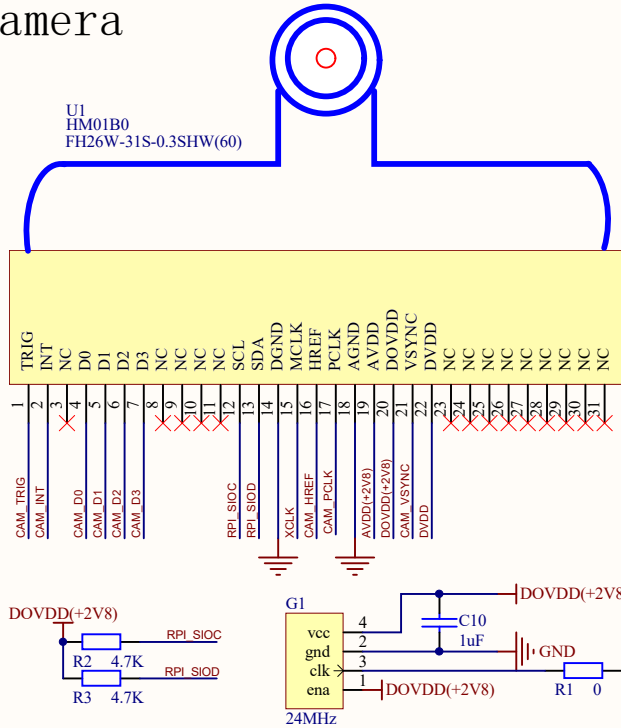 amera
U1
HM01B0
FH26W-31S-0.3SHW(60)
TRIG INT NC D0 D1 D2 D3 NC NC NC NC SCL SDA DGND MCLK HREF PCLK AGND AVDD DOVDD VSYNC DVDD NC NC NC NC NC NC NC NC NC
1 2 3 4 5 6 7 8 9 10 11 12 13 14 15 16 17 18 19 20 21 22 23 24 25 26 27 28 29 30 31
CAM_TRIG CAM_INT CAM_D0 CAM_D1 CAM_D2 CAM_D3 RPI_SIOC RPI_SIOD XCLK CAM_HREF CAM_PCLK AVDD(+2V8) DOVDD(+2V8) CAM_VSYNC DVDD
DOVDD(+2V8)
RPI_SIOC
R2 4.7K
RPI_SIOD
R3 4.7K
G1
vcc 4
gnd 2
clk 3
ena 1
24MHz
DOVDD(+2V8)
C10
1uF
DOVDD(+2V8
GND
R1 0